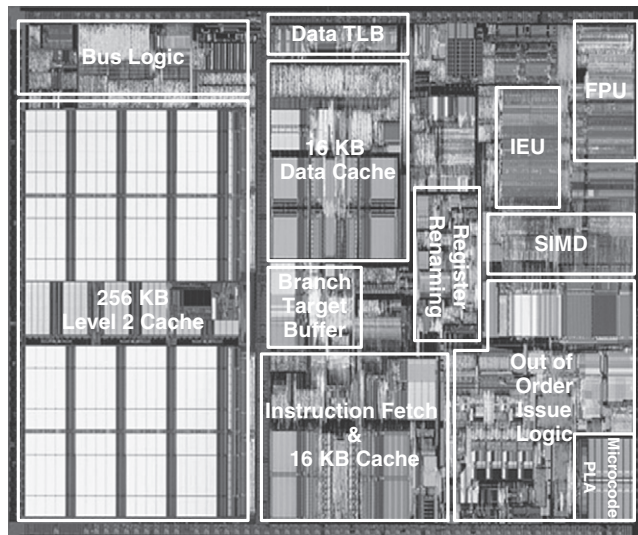 Bus Logic
Data TLB
FPU
16 KB
Data Cache
IEU
Register
Renaming
SIMD
256 KB
Level 2 Cache
Branch
Target
Buffer
Out of
Order
Issue
Logic
Instruction Fetch
&
16 KB Cache
Microcode
PLA